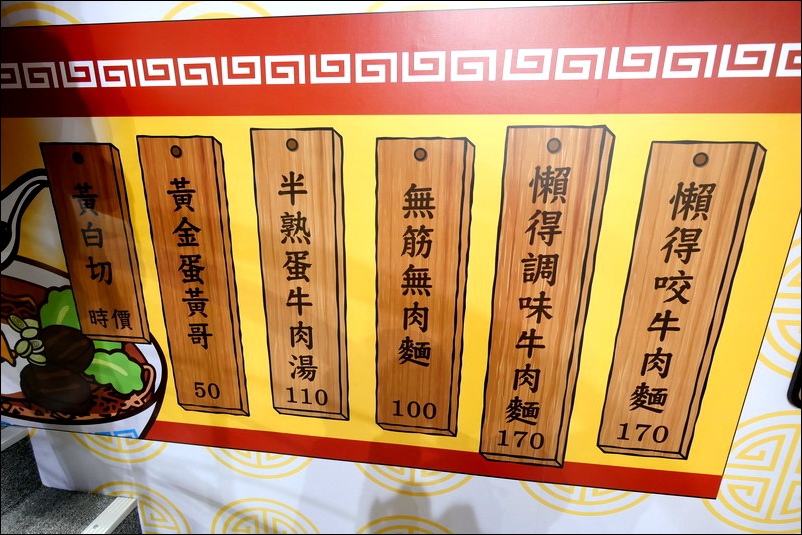 懶得咬牛肉麵
170
懶得調味牛肉麵
170
無筋無肉麵
100
半熟蛋牛肉湯
110
黃金蛋黃哥
50
黃白切
時價